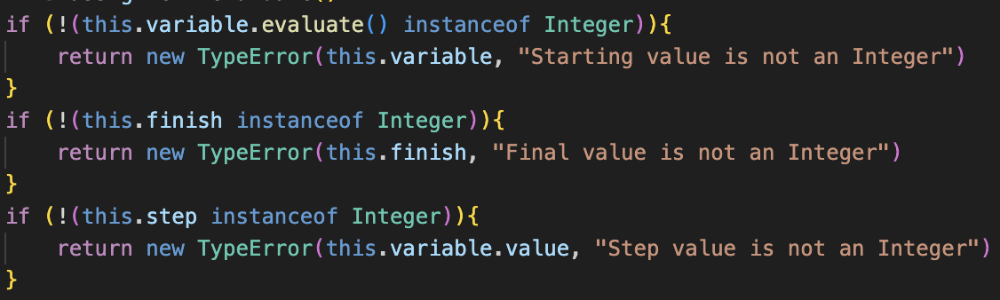 if (!(this.variable.evaluate() instanceof Integer)){
    return new TypeError(this.variable, "Starting value is not an Integer")
}
if (!(this.finish instanceof Integer)){
    return new TypeError(this.finish, "Final value is not an Integer")
}
if (!(this.step instanceof Integer)){
    return new TypeError(this.variable.value, "Step value is not an Integer")
}